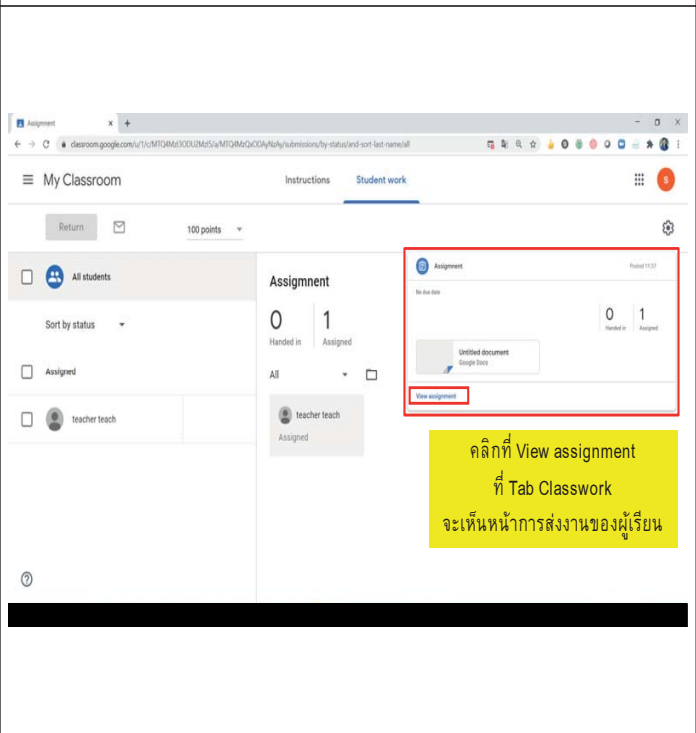 Assignment
classroom.google.com/u/1/c/MTQ4MzI3ODU2MzI5/a/MTQ4MzQxODAyNzAy/submissions/by-status/and-sort-last-name/all
My Classroom
Instructions
Student work
S
Return
100 points
All students
Sort by status
Assigned
teacher teach
Assigmnent
0
1
Handed in
Assigned
All
teacher teach
Assigned
Assigmnent
Posted 11:37
No due date
0
1
Handed in
Assigned
Untitled document
Google Docs
View assignment
คลิกที่ View assignment
ที่ Tab Classwork
จะเห็นหน้าการส่งงานของผู้เรียน